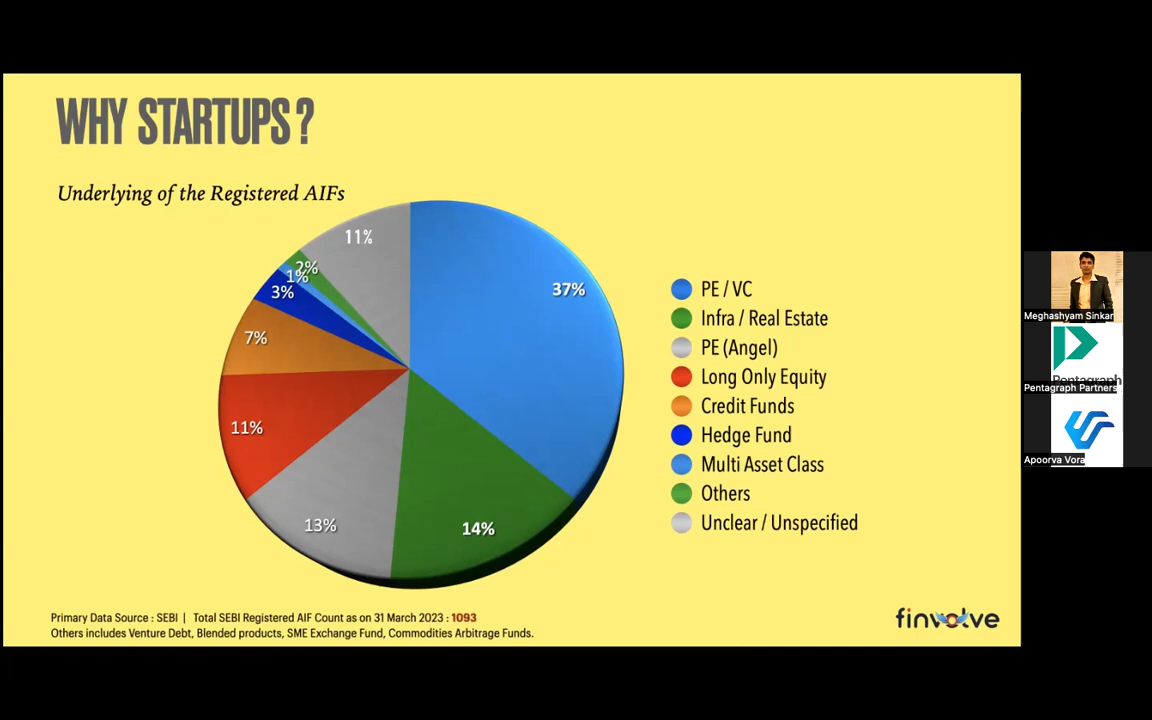 WHY STARTUPS?
Underlying of the Registered AIFs
11%
2%
1%
3%
7%
11%
13%
14%
37%
PE / VC
Infra / Real Estate
PE (Angel)
Long Only Equity
Credit Funds
Hedge Fund
Multi Asset Class
Others
Unclear / Unspecified
Primary Data Source : SEBI | Total SEBI Registered AIF Count as on 31 March 2023 : 1093
Others includes Venture Debt, Blended products, SME Exchange Fund, Commodities Arbitrage Funds.
finvolve
Meghashyam Sinkar
Pentagraph
Pentagraph Partners
Apoorva Vora